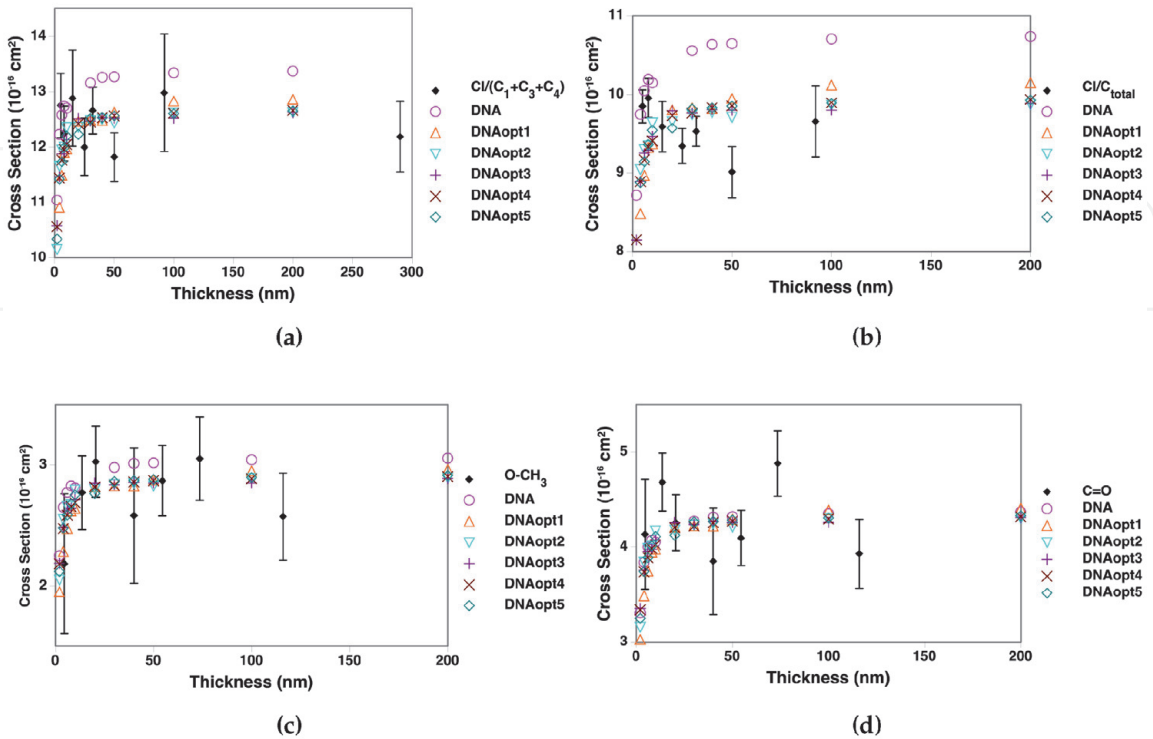 14
13
12
11
10
0
50
100
150
200
250
300
Cross Section (10⁻¹⁶ cm²)
Thickness (nm)
Cl/(C₁+C₃+C₄)
DNA
DNAopt1
DNAopt2
DNAopt3
DNAopt4
DNAopt5
(a)
11
10
9
8
0
50
100
150
200
Cross Section (10⁻¹⁶ cm²)
Thickness (nm)
Cl/Cₜₒₜₐₗ
DNA
DNAopt1
DNAopt2
DNAopt3
DNAopt4
DNAopt5
(b)
3
2
0
50
100
150
200
Cross Section (10⁻¹⁶ cm²)
Thickness (nm)
O-CH₃
DNA
DNAopt1
DNAopt2
DNAopt3
DNAopt4
DNAopt5
(c)
5
4
3
0
50
100
150
200
Cross Section (10⁻¹⁶ cm²)
Thickness (nm)
C=O
DNA
DNAopt1
DNAopt2
DNAopt3
DNAopt4
DNAopt5
(d)